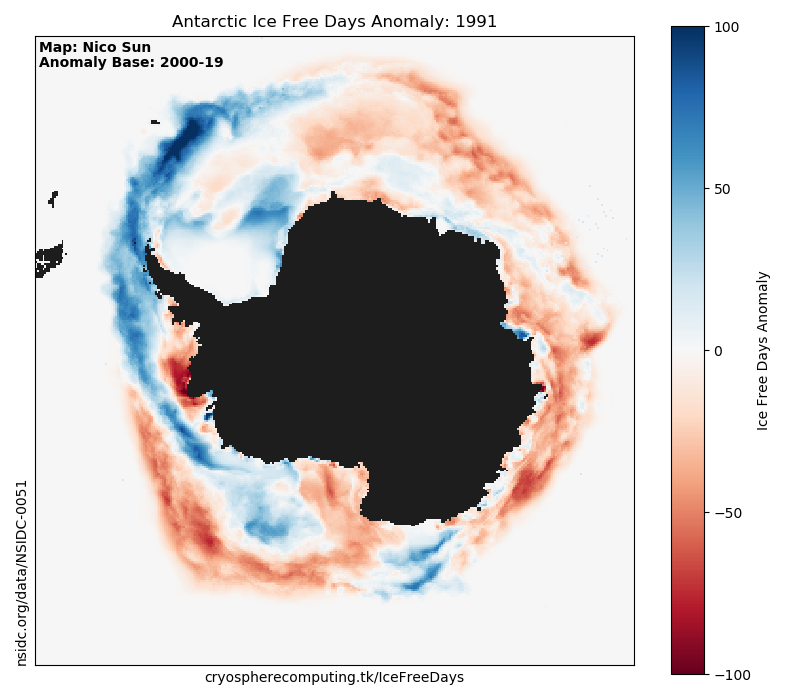 Antarctic Ice Free Days Anomaly: 1991
Map: Nico Sun
Anomaly Base: 2000-19
100
50
0
−50
−100
Ice Free Days Anomaly
nsidc.org/data/NSIDC-0051
cryospherecomputing.tk/IceFreeDays